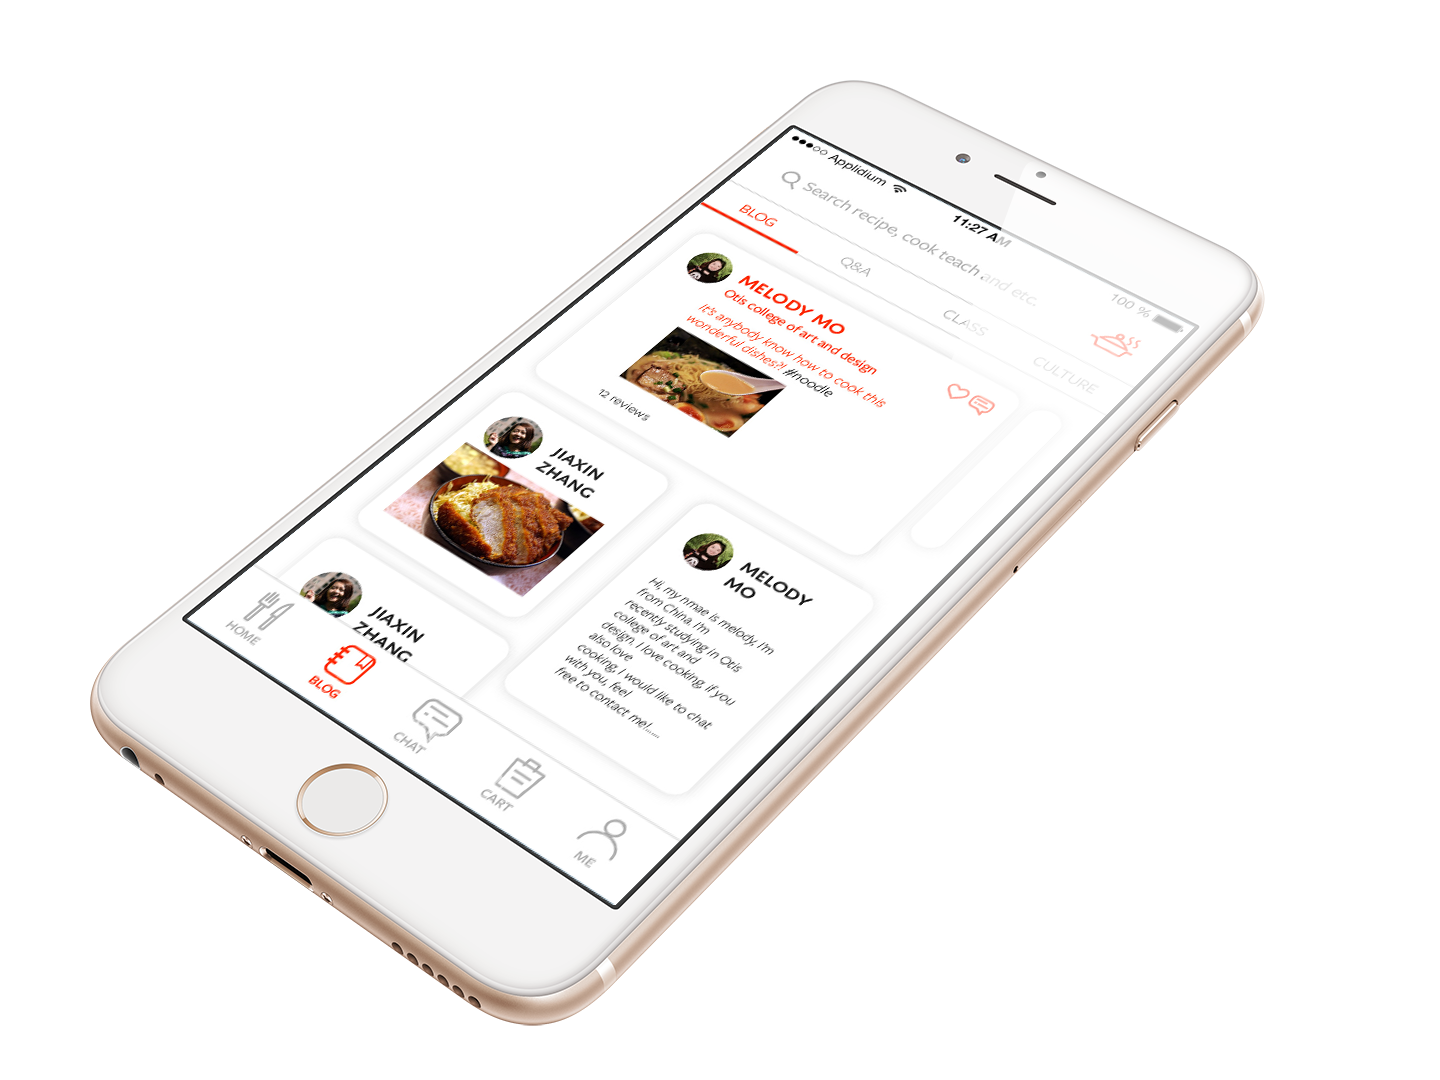 Applidium
11:27 AM
100 %
Search recipe, cook teach and etc.
BLOG
Q&A
CLASS
CULTURE
MELODY MO
Otis college of art and design
It's anybody know how to cook this
wonderful dishes?! #noodle
12 reviews
JIAXIN
ZHANG
MELODY
MO
Hi, my nmae is melody, I'm
from China. I'm
recently studying in Otis
college of art and
design. I love cooking, if you
also love
cooking, I would like to chat
with you, feel
free to contact me!......
JIAXIN
ZHANG
HOME
BLOG
CHAT
CART
ME